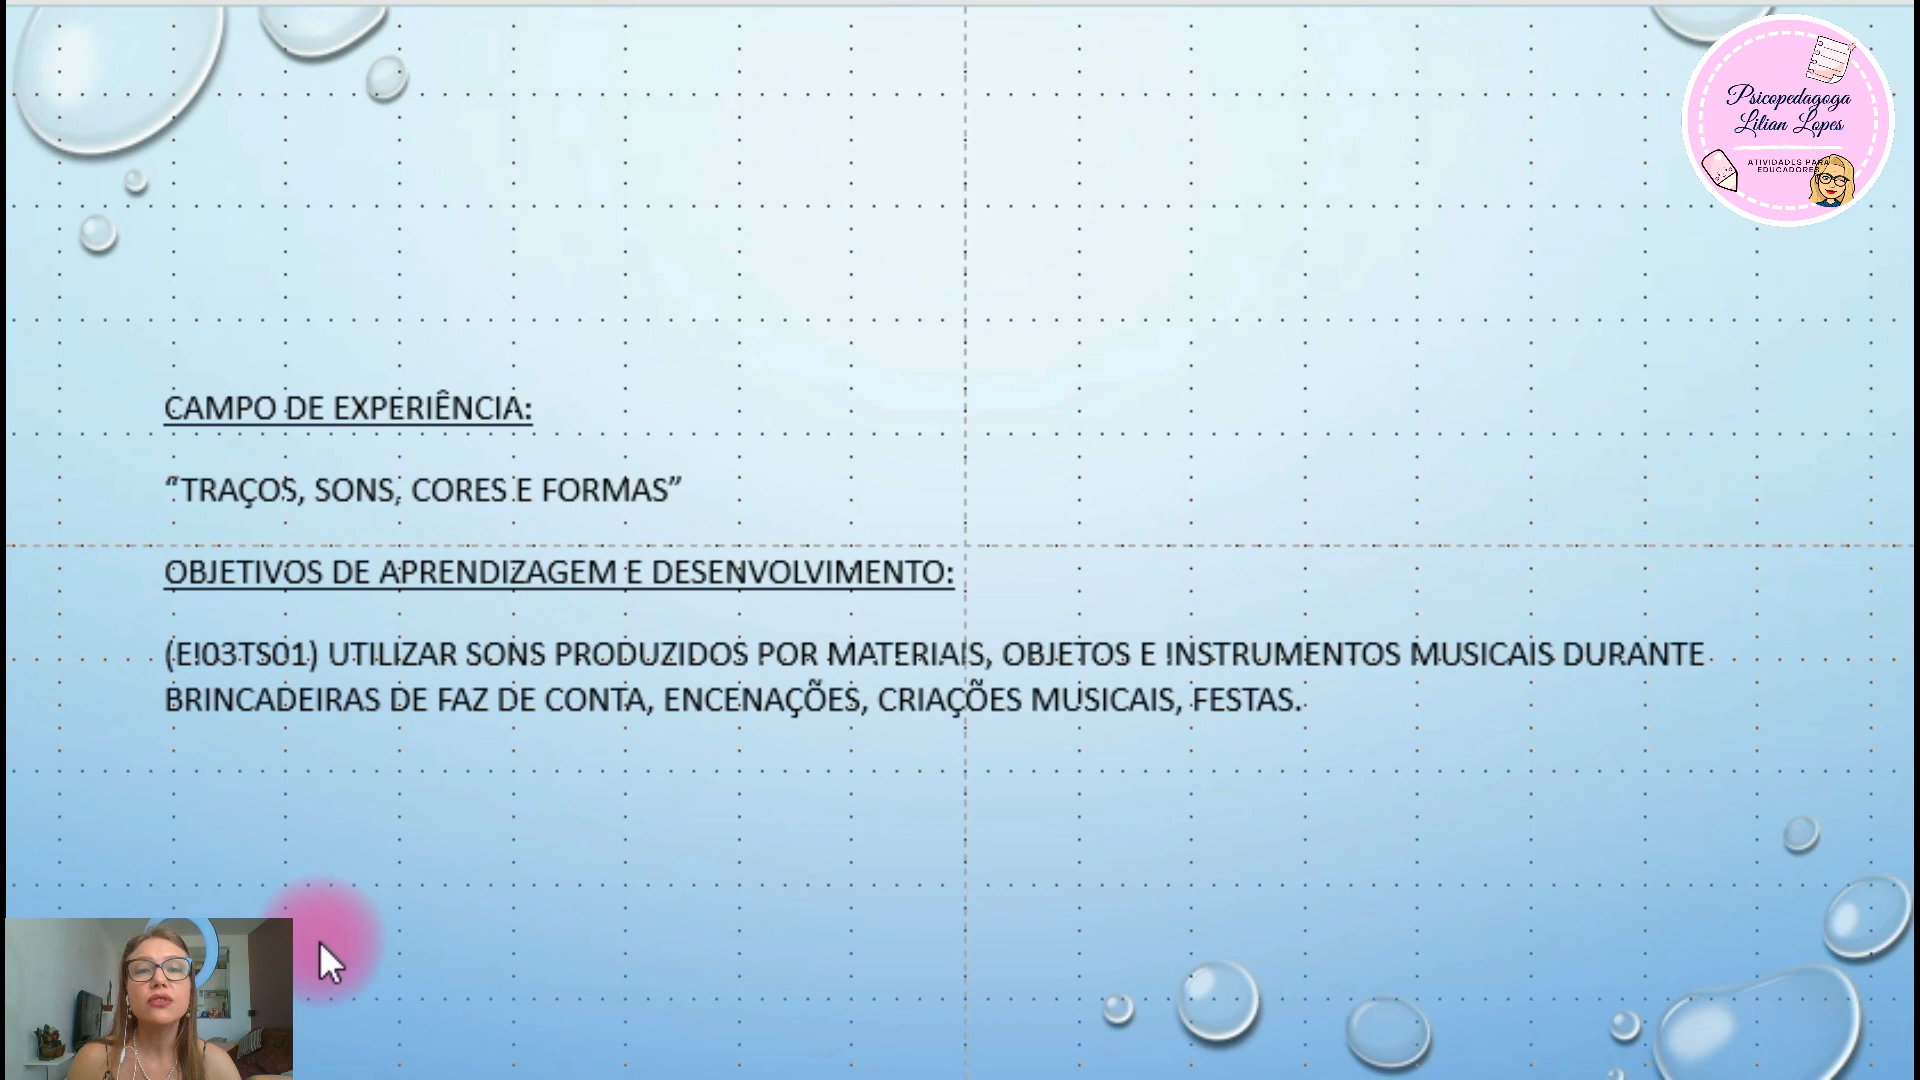 Psicopedagoga
Lilian Lopes
ATIVIDADES PARA
EDUCADORES
CAMPO DE EXPERIÊNCIA:
“TRAÇOS, SONS, CORES E FORMAS”
OBJETIVOS DE APRENDIZAGEM E DESENVOLVIMENTO:
(EI03TS01) UTILIZAR SONS PRODUZIDOS POR MATERIAIS, OBJETOS E INSTRUMENTOS MUSICAIS DURANTE
BRINCADEIRAS DE FAZ DE CONTA, ENCENAÇÕES, CRIAÇÕES MUSICAIS, FESTAS.